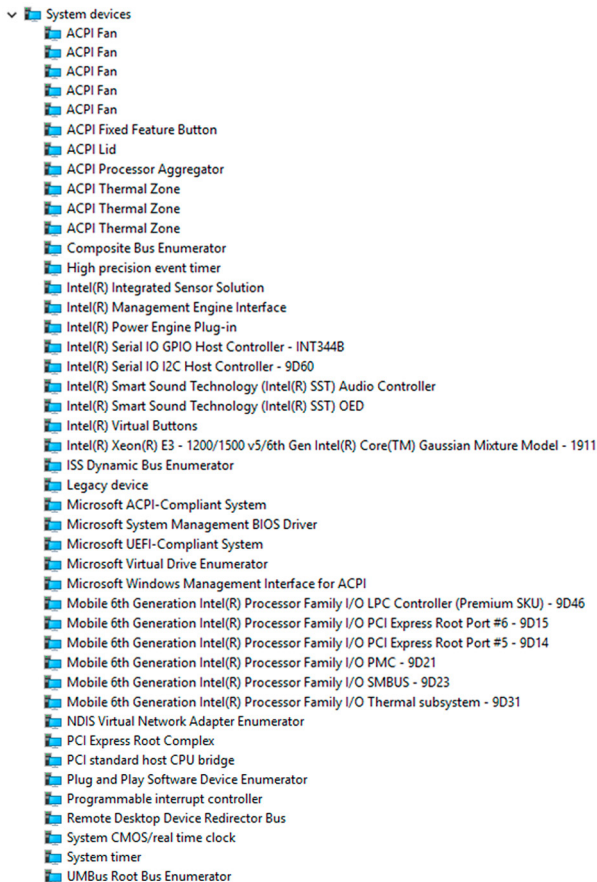 System devices
ACPI Fan
ACPI Fan
ACPI Fan
ACPI Fan
ACPI Fan
ACPI Fixed Feature Button
ACPI Lid
ACPI Processor Aggregator
ACPI Thermal Zone
ACPI Thermal Zone
ACPI Thermal Zone
Composite Bus Enumerator
High precision event timer
Intel(R) Integrated Sensor Solution
Intel(R) Management Engine Interface
Intel(R) Power Engine Plug-in
Intel(R) Serial IO GPIO Host Controller - INT344B
Intel(R) Serial IO I2C Host Controller - 9D60
Intel(R) Smart Sound Technology (Intel(R) SST) Audio Controller
Intel(R) Smart Sound Technology (Intel(R) SST) OED
Intel(R) Virtual Buttons
Intel(R) Xeon(R) E3 - 1200/1500 v5/6th Gen Intel(R) Core(TM) Gaussian Mixture Model - 1911
ISS Dynamic Bus Enumerator
Legacy device
Microsoft ACPI-Compliant System
Microsoft System Management BIOS Driver
Microsoft UEFI-Compliant System
Microsoft Virtual Drive Enumerator
Microsoft Windows Management Interface for ACPI
Mobile 6th Generation Intel(R) Processor Family I/O LPC Controller (Premium SKU) - 9D46
Mobile 6th Generation Intel(R) Processor Family I/O PCI Express Root Port #6 - 9D15
Mobile 6th Generation Intel(R) Processor Family I/O PCI Express Root Port #5 - 9D14
Mobile 6th Generation Intel(R) Processor Family I/O PMC - 9D21
Mobile 6th Generation Intel(R) Processor Family I/O SMBUS - 9D23
Mobile 6th Generation Intel(R) Processor Family I/O Thermal subsystem - 9D31
NDIS Virtual Network Adapter Enumerator
PCI Express Root Complex
PCI standard host CPU bridge
Plug and Play Software Device Enumerator
Programmable interrupt controller
Remote Desktop Device Redirector Bus
System CMOS/real time clock
System timer
UMBus Root Bus Enumerator